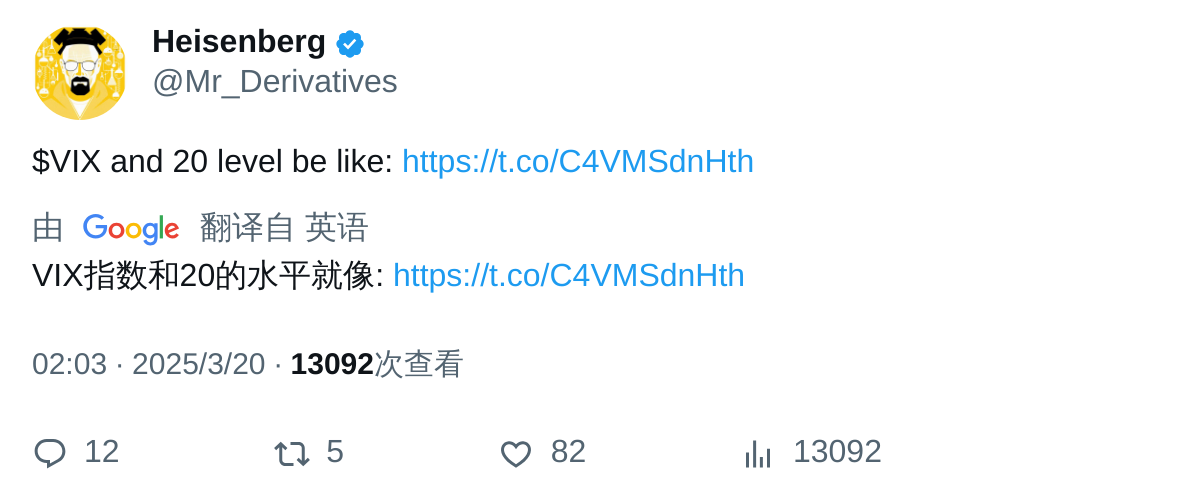 Heisenberg
@Mr_Derivatives
$VIX and 20 level be like: https://t.co/C4VMSdnHth
由 Google 翻译自 英语
VIX指数和20的水平就像: https://t.co/C4VMSdnHth
02:03 · 2025/3/20 · 13092次查看
12 5 82 13092